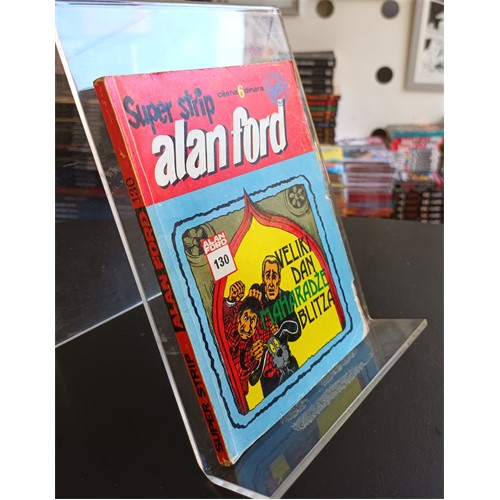 Super strip
cijena 6 dinara
alan ford
ALAN
FORD
130
VELIKI
DAN
MAHARADŽE
BLITZA
SUPER STRIP ALAN FORD 130